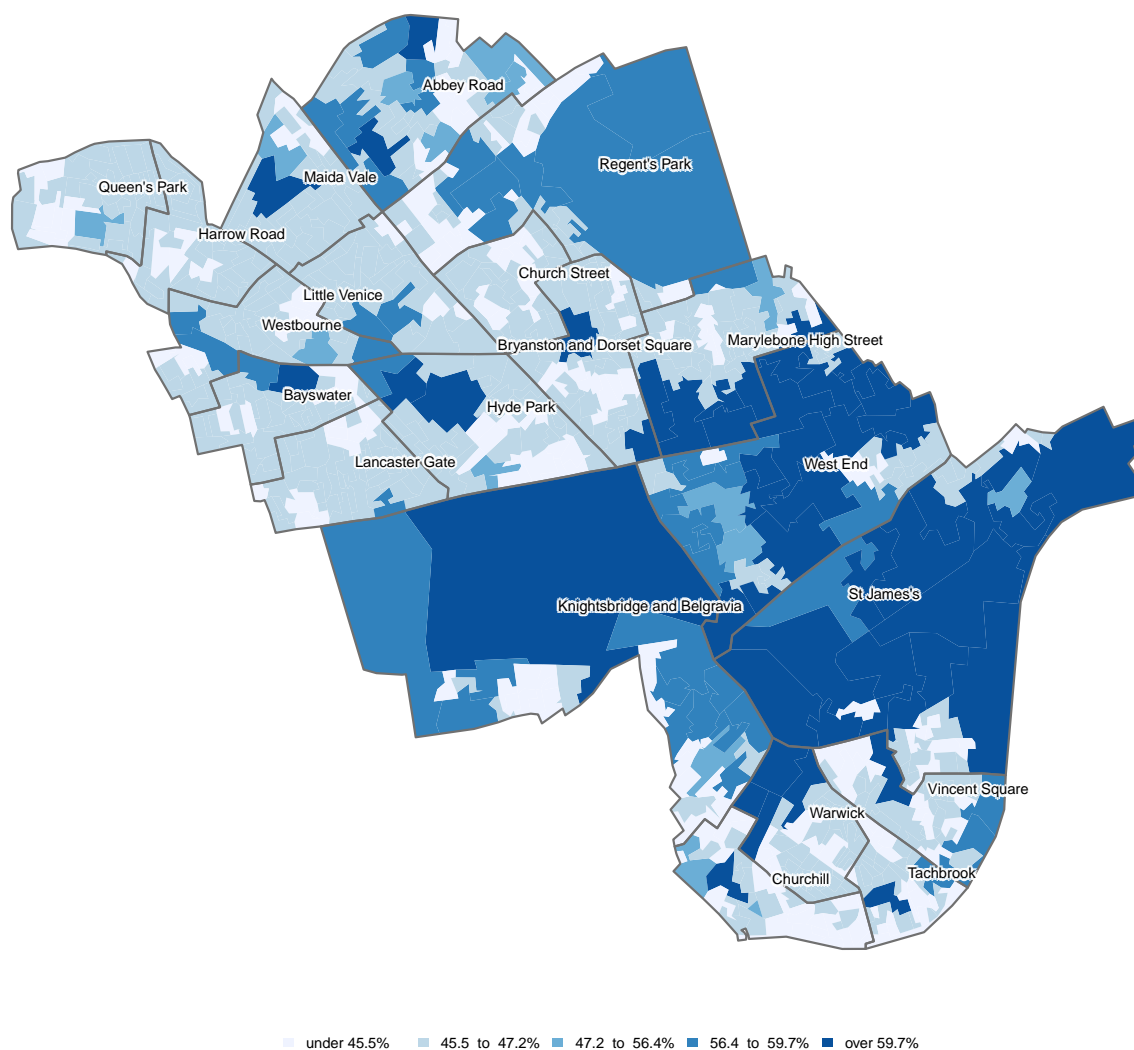 Abbey Road
Regent's Park
Maida Vale
Queen's Park
Harrow Road
Church Street
Little Venice
Westbourne
Marylebone High Street
Bryanston and Dorset Square
Bayswater
Hyde Park
Lancaster Gate
West End
St James's
Knightsbridge and Belgravia
Vincent Square
Warwick
Tachbrook
Churchill
under 45.5% 45.5 to 47.2% 47.2 to 56.4% 56.4 to 59.7% over 59.7%